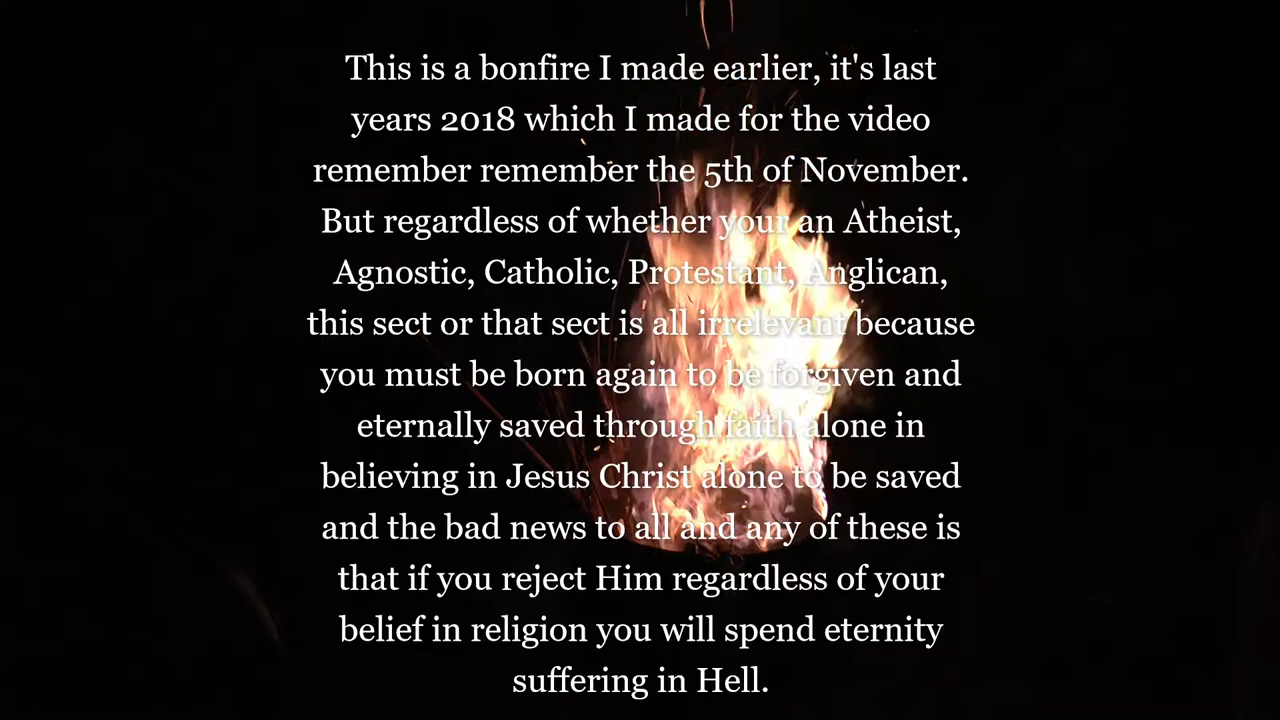 This is a bonfire I made earlier, it's last
years 2018 which I made for the video
remember remember the 5th of November.
But regardless of whether your an Atheist,
Agnostic, Catholic, Protestant, Anglican,
this sect or that sect is all irrelevant because
you must be born again to be forgiven and
eternally saved through faith alone in
believing in Jesus Christ alone to be saved
and the bad news to all and any of these is
that if you reject Him regardless of your
belief in religion you will spend eternity
suffering in Hell.